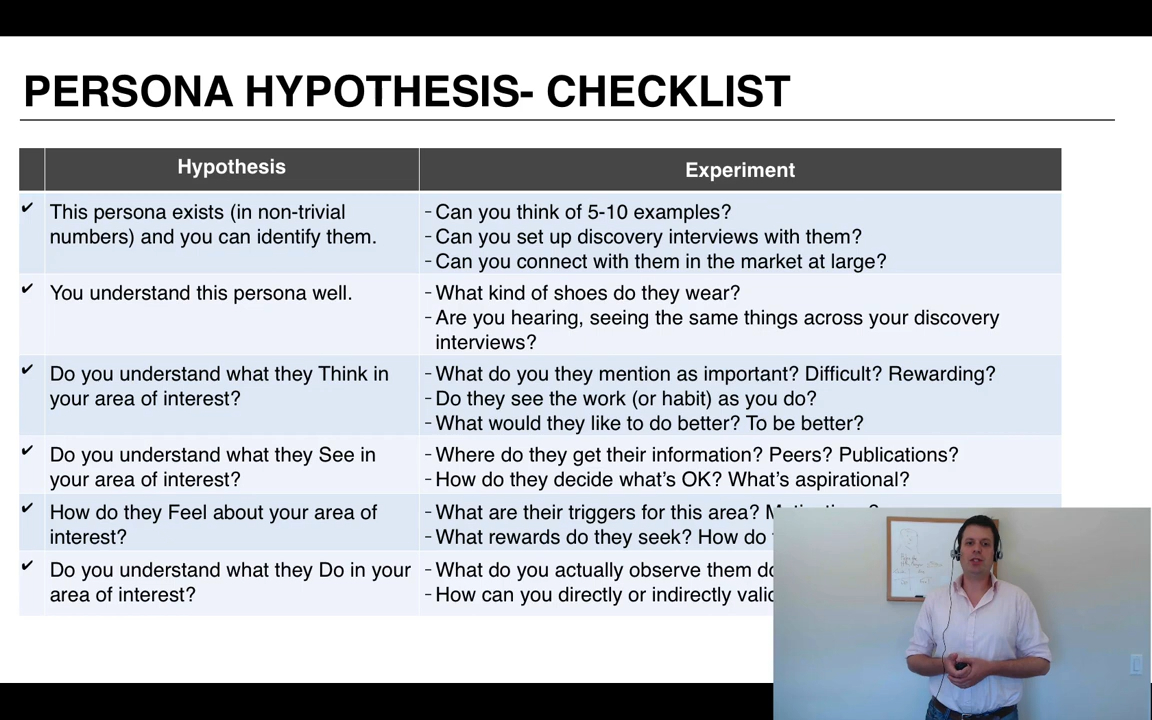 PERSONA HYPOTHESIS- CHECKLIST
Hypothesis
Experiment
✔ This persona exists (in non-trivial
numbers) and you can identify them.
- Can you think of 5-10 examples?
- Can you set up discovery interviews with them?
- Can you connect with them in the market at large?
✔ You understand this persona well.
- What kind of shoes do they wear?
- Are you hearing, seeing the same things across your discovery
interviews?
✔ Do you understand what they Think in
your area of interest?
- What do you they mention as important? Difficult? Rewarding?
- Do they see the work (or habit) as you do?
- What would they like to do better? To be better?
✔ Do you understand what they See in
your area of interest?
- Where do they get their information? Peers? Publications?
- How do they decide what’s OK? What’s aspirational?
✔ How do they Feel about your area of
interest?
- What are their triggers for this area?
- What rewards do they seek? How do
✔ Do you understand what they Do in your
area of interest?
- What do you actually observe them
- How can you directly or indirectly